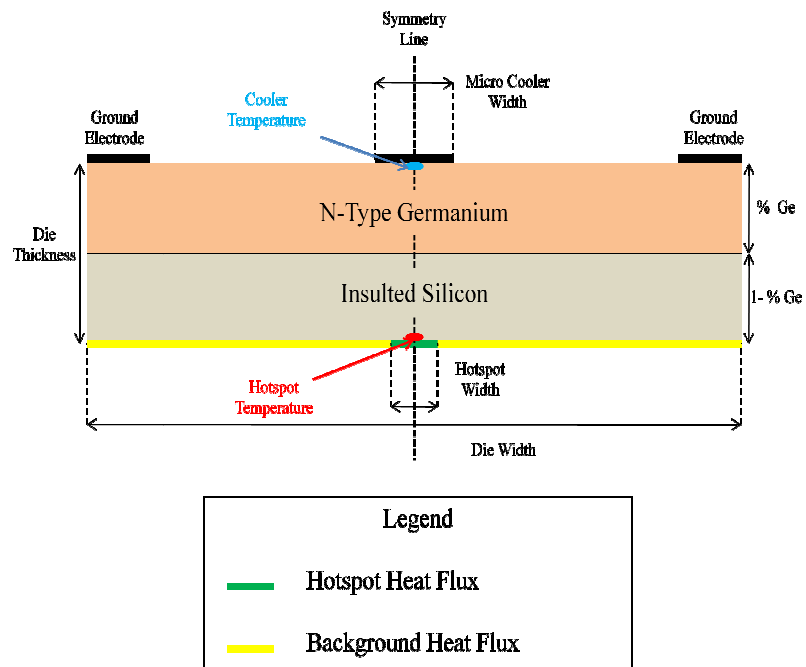 Symmetry
Line
Micro Cooler
Width
Cooler
Temperature
Ground
Electrode
Ground
Electrode
N-Type Germanium
% Ge
Die
Thickness
Insulted Silicon
1- % Ge
Hotspot
Width
Hotspot
Temperature
Die Width
Legend
Hotspot Heat Flux
Background Heat Flux